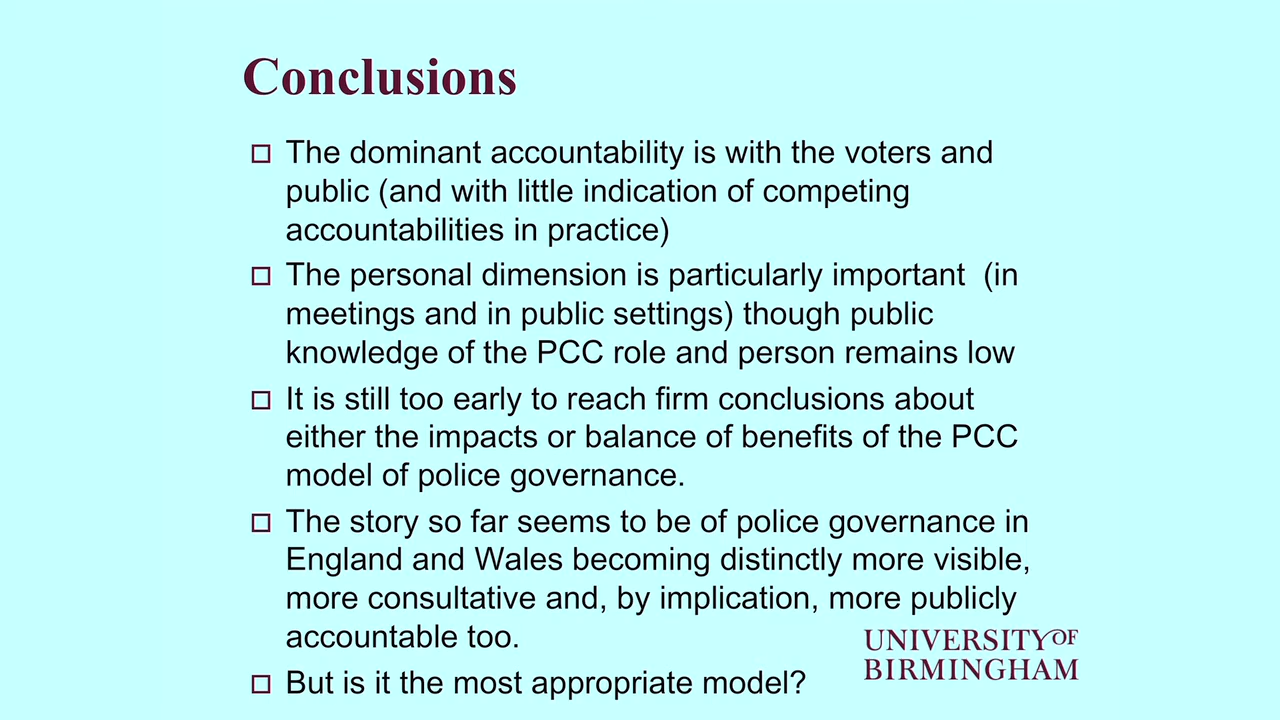 Conclusions
The dominant accountability is with the voters and
public (and with little indication of competing
accountabilities in practice)
The personal dimension is particularly important  (in
meetings and in public settings) though public
knowledge of the PCC role and person remains low
It is still too early to reach firm conclusions about
either the impacts or balance of benefits of the PCC
model of police governance.
The story so far seems to be of police governance in
England and Wales becoming distinctly more visible,
more consultative and, by implication, more publicly
accountable too.
But is it the most appropriate model?
UNIVERSITY OF
BIRMINGHAM